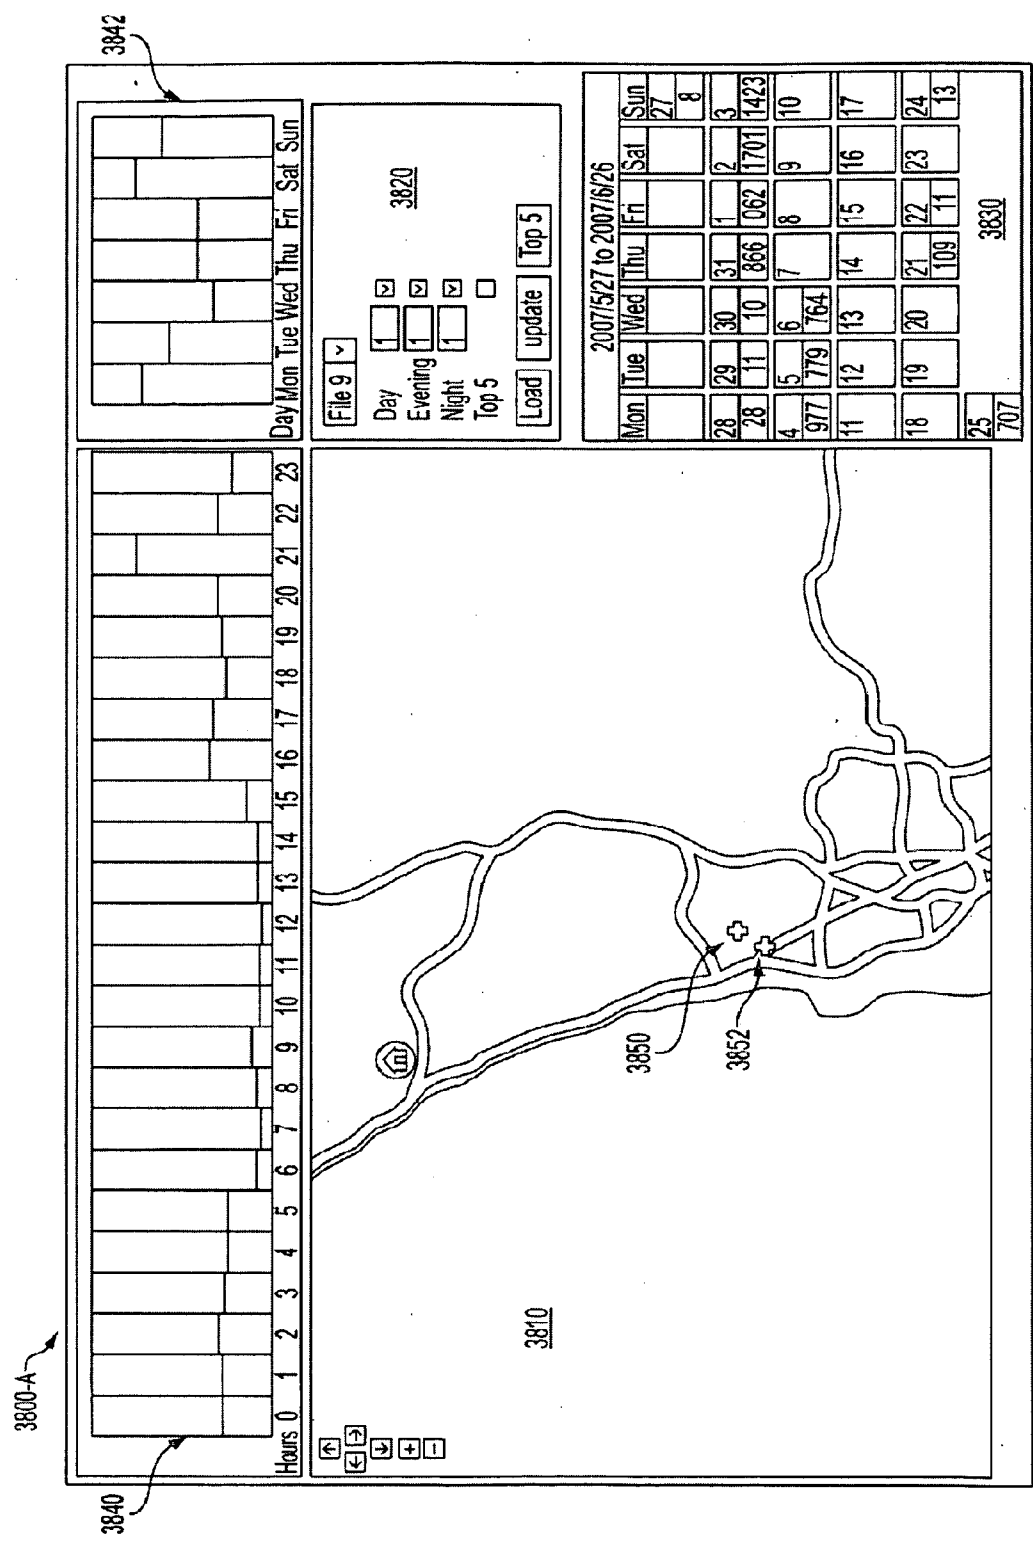 3800-A
3840
3842
Hours 0 1 2 3 4 5 6 7 8 9 10 11 12 13 14 15 16 17 18 19 20 21 22 23
Day Mon Tue Wed Thu Fri Sat Sun
3810
3850
3852
File 9
Day 1
Evening 1
Night 1
Top 5
Load update Top 5
3820
2007/5/27 to 2007/6/26
Mon Tue Wed Thu Fri Sat Sun
27
8
28 29 30 31 1 2 3
28 11 10 866 062 1701 1423
4 5 6 7 8 9 10
977 779 764
11 12 13 14 15 16 17
18 19 20 21 22 23 24
109 11 13
25
707
3830